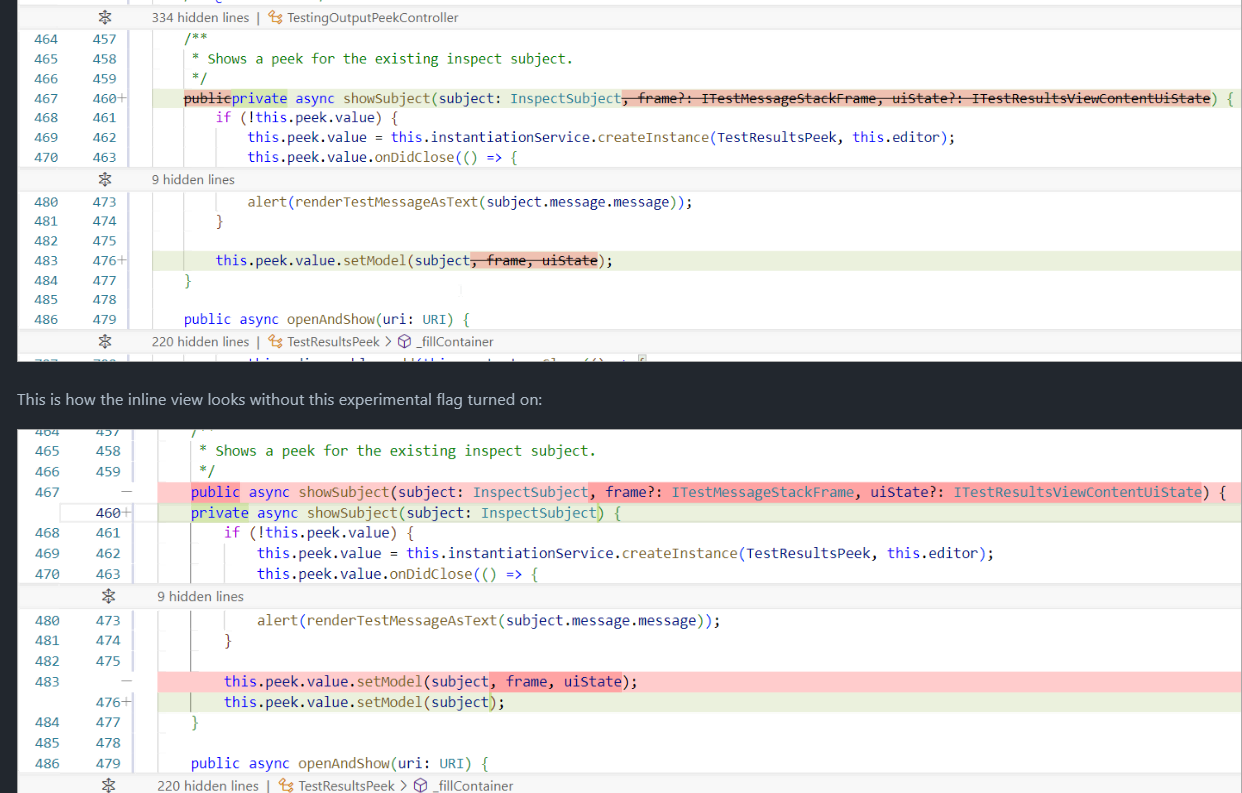 334 hidden lines | TestingOutputPeekController
464 457 /**
465 458 * Shows a peek for the existing inspect subject.
466 459 */
467 460+ publicprivate async showSubject(subject: InspectSubject, frame?: ITestMessageStackFrame, uiState?: ITestResultsViewContentUiState) {
468 461 if (!this.peek.value) {
469 462 this.peek.value = this.instantiationService.createInstance(TestResultsPeek, this.editor);
470 463 this.peek.value.onDidClose(() => {
9 hidden lines
480 473 alert(renderTestMessageAsText(subject.message.message));
481 474 }
482 475
483 476+ this.peek.value.setModel(subject, frame, uiState);
484 477 }
485 478
486 479 public async openAndShow(uri: URI) {
220 hidden lines | TestResultsPeek > _fillContainer
This is how the inline view looks without this experimental flag turned on:
464 457 /**
465 458 * Shows a peek for the existing inspect subject.
466 459 */
467 — public async showSubject(subject: InspectSubject, frame?: ITestMessageStackFrame, uiState?: ITestResultsViewContentUiState) {
460+ private async showSubject(subject: InspectSubject) {
468 461 if (!this.peek.value) {
469 462 this.peek.value = this.instantiationService.createInstance(TestResultsPeek, this.editor);
470 463 this.peek.value.onDidClose(() => {
9 hidden lines
480 473 alert(renderTestMessageAsText(subject.message.message));
481 474 }
482 475
483 — this.peek.value.setModel(subject, frame, uiState);
476+ this.peek.value.setModel(subject);
484 477 }
485 478
486 479 public async openAndShow(uri: URI) {
220 hidden lines | TestResultsPeek > _fillContainer